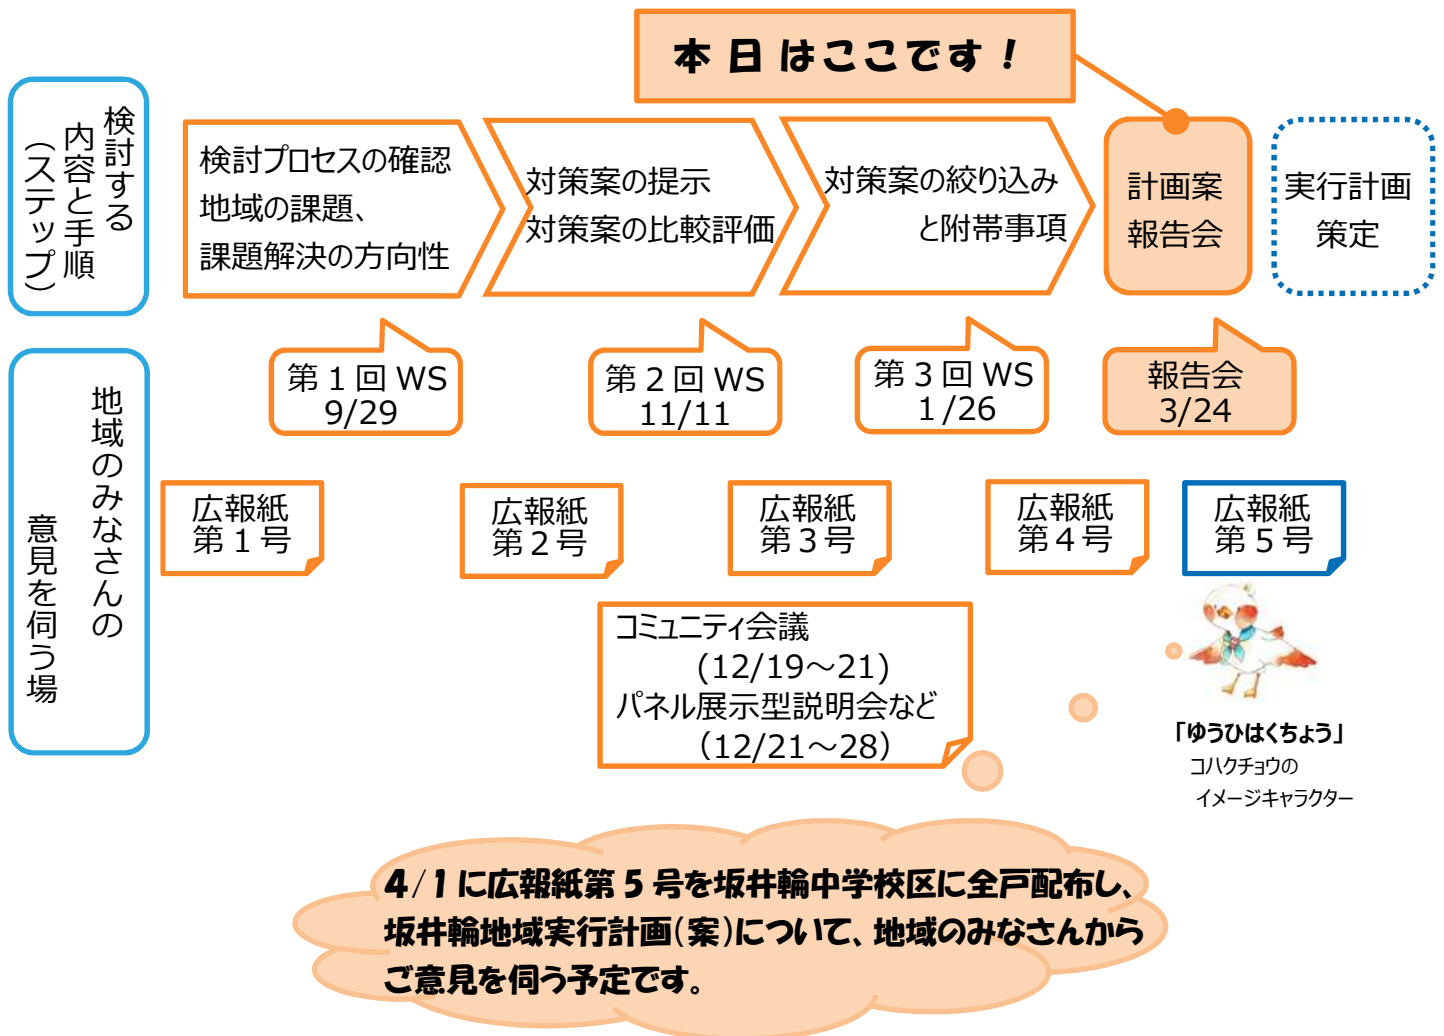 本日はここです！
検討する
内容と手順
（ステップ）
検討プロセスの確認
地域の課題、
課題解決の方向性
対策案の提示
対策案の比較評価
対策案の絞り込み
と附帯事項
計画案
報告会
実行計画
策定
地域のみなさんの
意見を伺う場
第１回 WS
9/29
第２回 WS
11/11
第３回 WS
１/26
報告会
3/24
広報紙
第１号
広報紙
第２号
広報紙
第３号
広報紙
第４号
広報紙
第５号
コミュニティ会議
(12/19～21)
パネル展示型説明会など
（12/21～28）
「ゆうひはくちょう」
コハクチョウの
イメージキャラクター
４/１に広報紙第５号を坂井輪中学校区に全戸配布し、
坂井輪地域実行計画(案)について、地域のみなさんから
ご意見を伺う予定です。